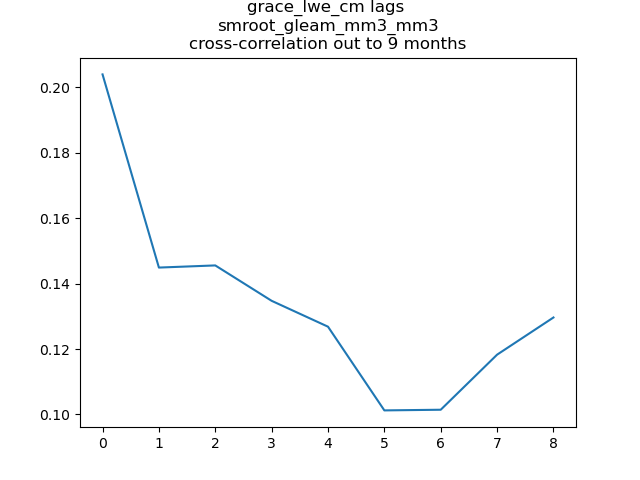 grace_lwe_cm lags
smroot_gleam_mm3_mm3
cross-correlation out to 9 months
0.20
0.18
0.16
0.14
0.12
0.10
0 1 2 3 4 5 6 7 8